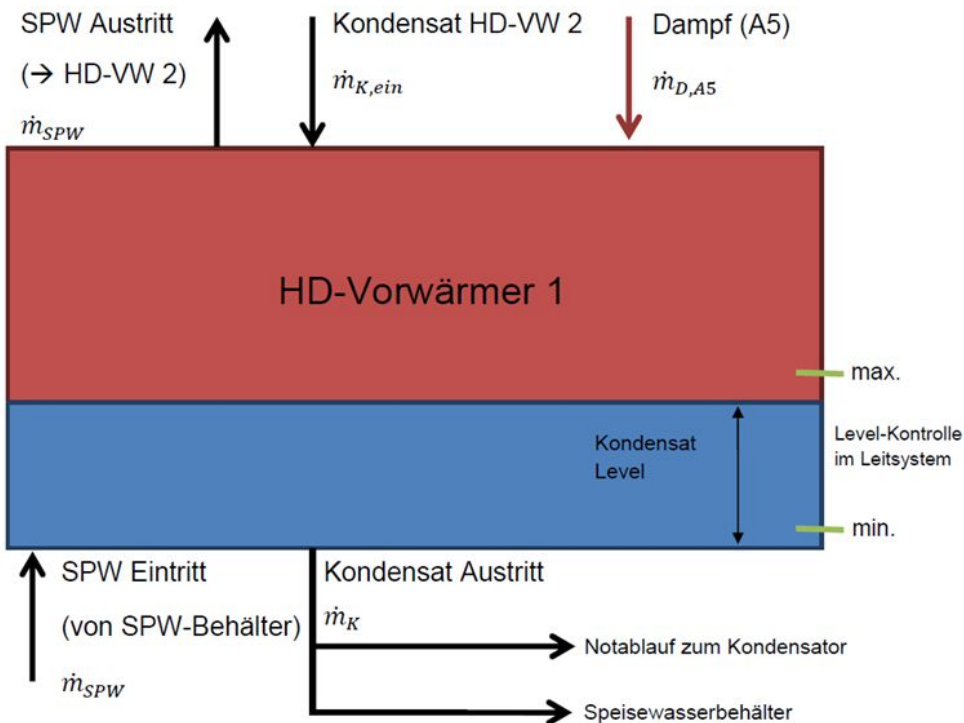 SPW Austritt
(→ HD-VW 2)
ṁ_SPW
Kondensat HD-VW 2
ṁ_K,ein
Dampf (A5)
ṁ_D,A5
HD-Vorwärmer 1
max.
Kondensat
Level
Level-Kontrolle
im Leitsystem
min.
SPW Eintritt
(von SPW-Behälter)
ṁ_SPW
Kondensat Austritt
ṁ_K
Notablauf zum Kondensator
Speisewasserbehälter